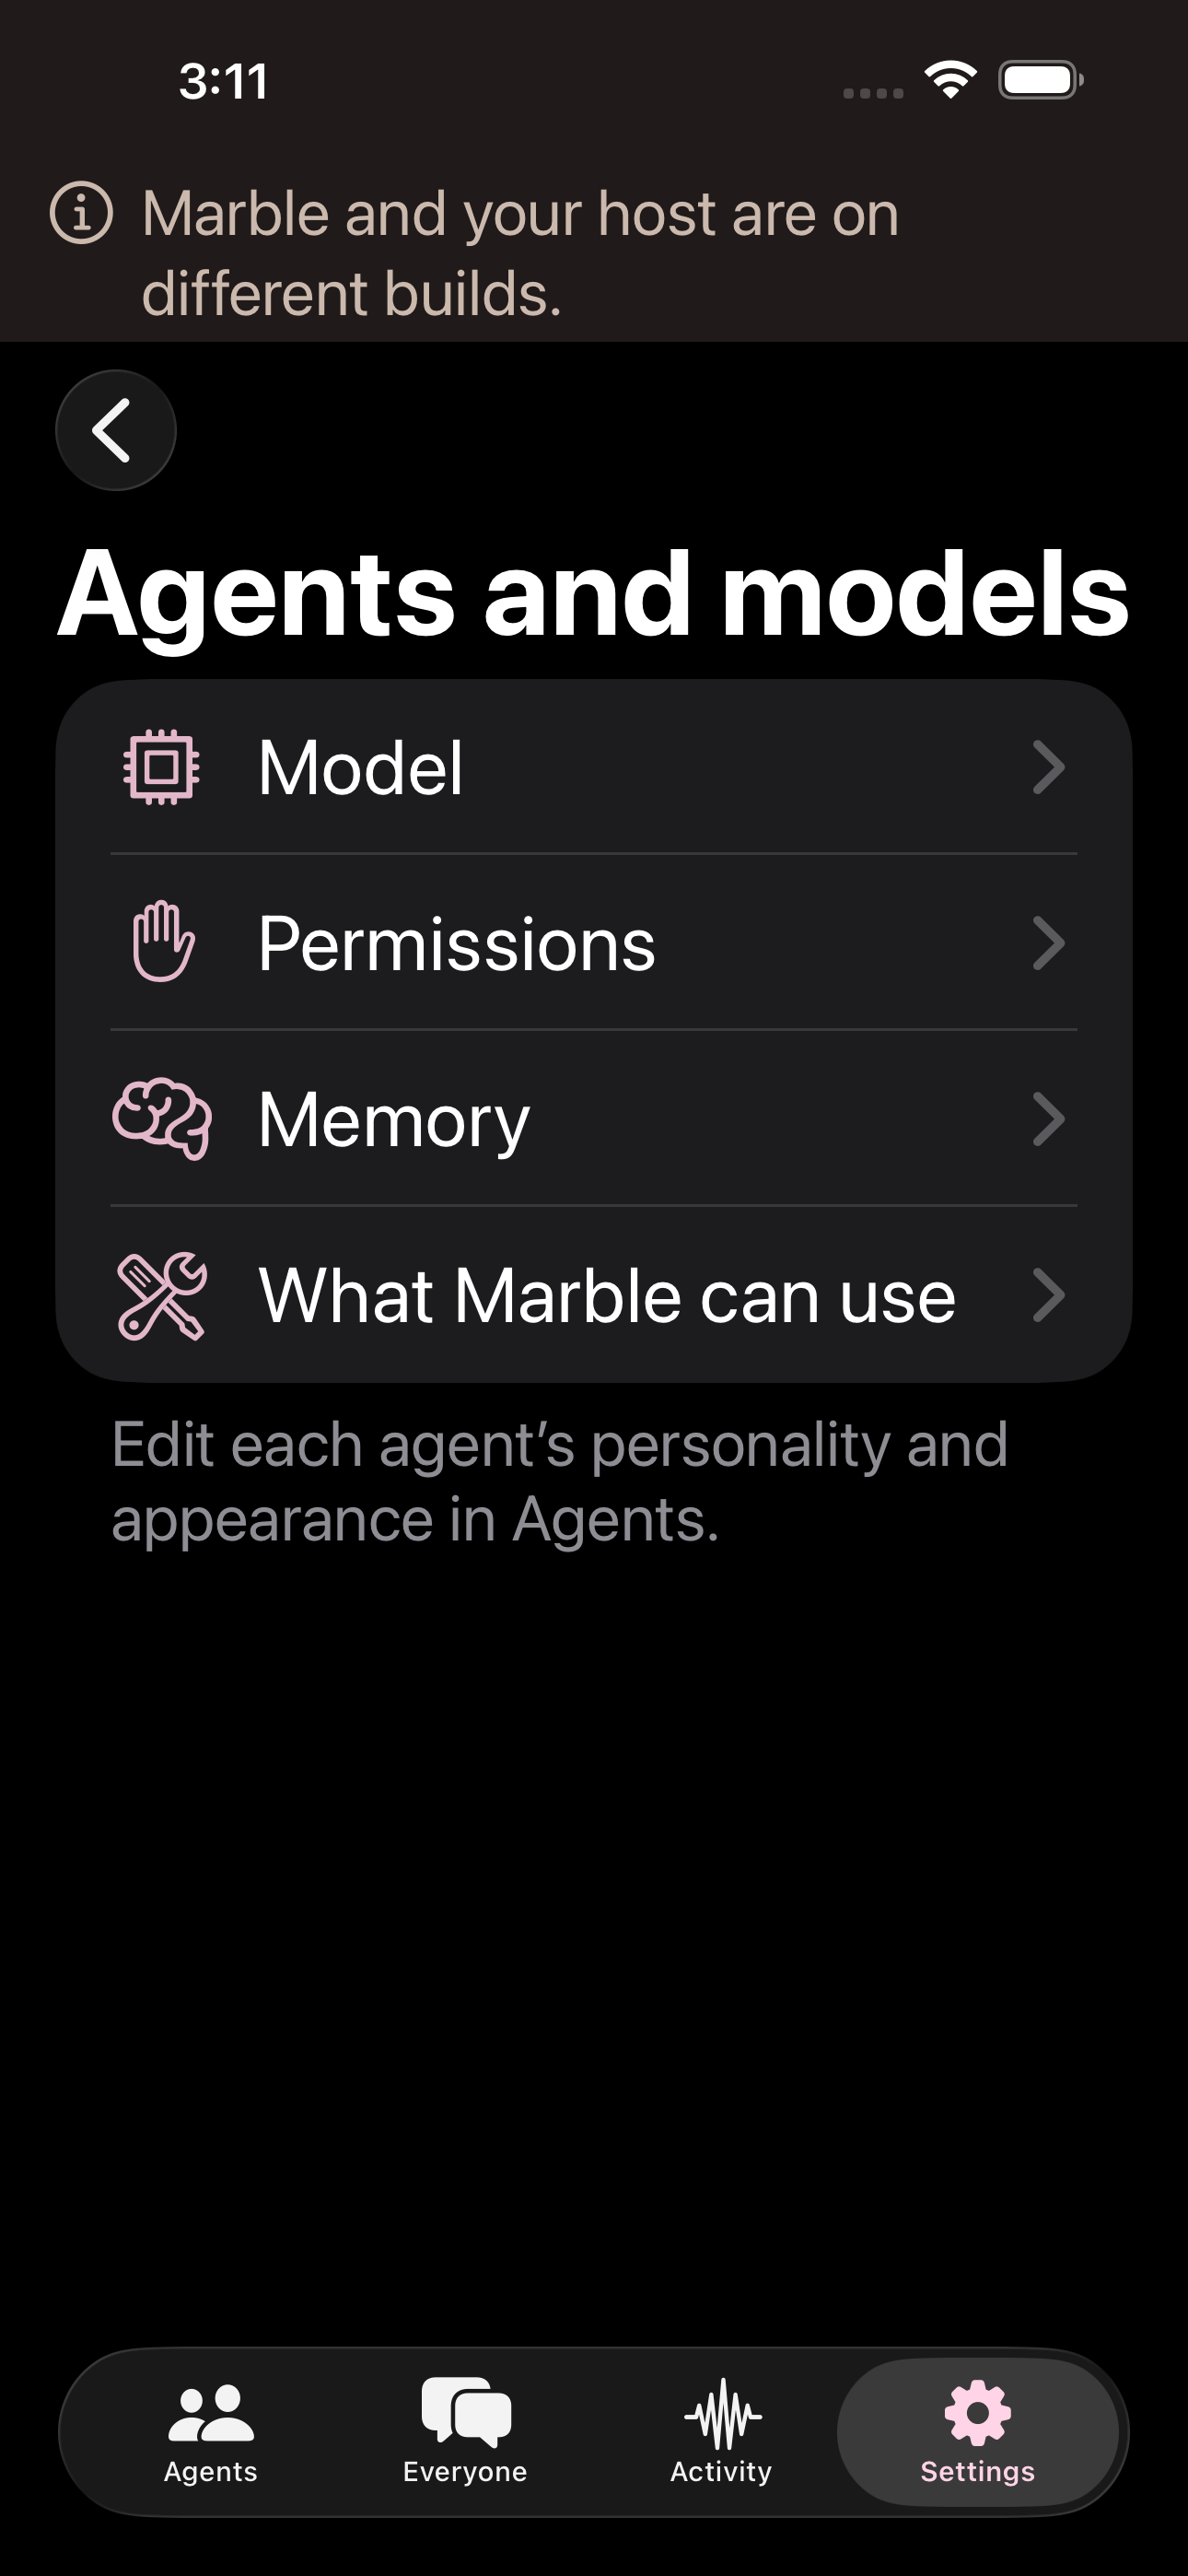 3:11
Marble and your host are on
different builds.
Agents and models
Model
Permissions
Memory
What Marble can use
Edit each agent’s personality and
appearance in Agents.
Agents
Everyone
Activity
Settings